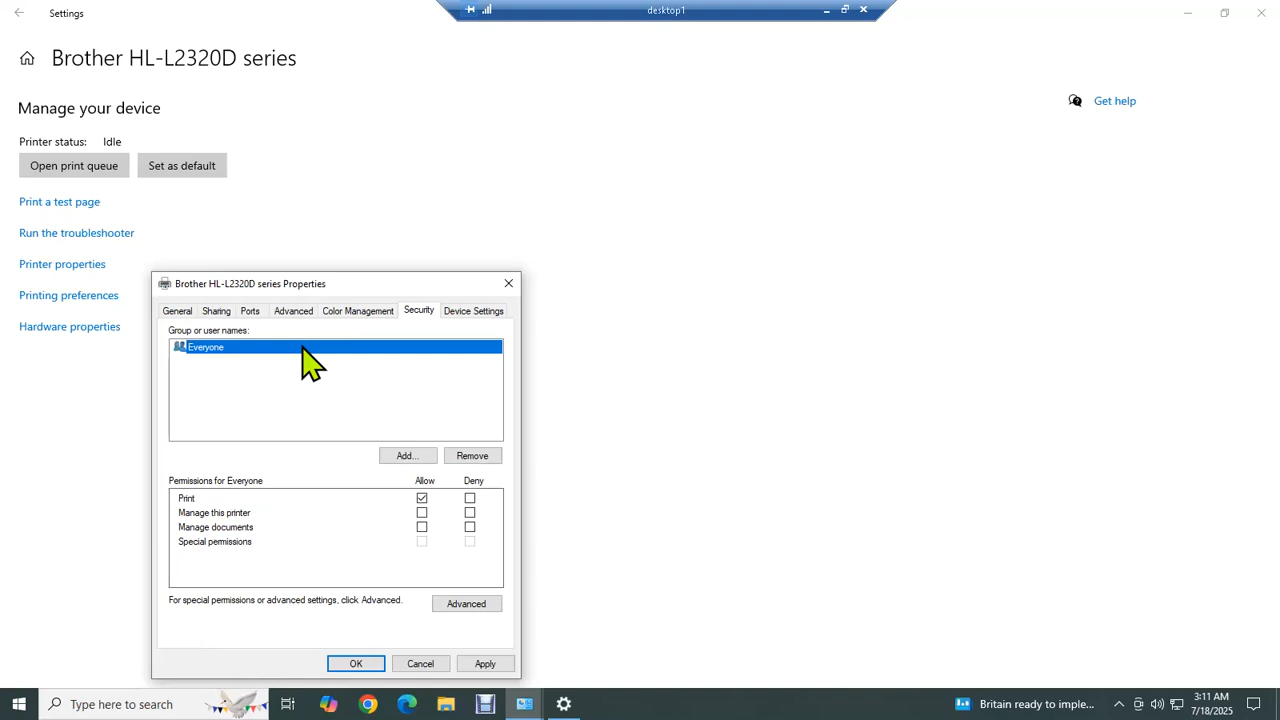 Settings
desktop1
Brother HL-L2320D series
Manage your device
Get help
Printer status: Idle
Open print queue
Set as default
Print a test page
Run the troubleshooter
Printer properties
Printing preferences
Hardware properties
Brother HL-L2320D series Properties
General Sharing Ports Advanced Color Management Security Device Settings
Group or user names:
Everyone
Add... Remove
Permissions for Everyone Allow Deny
Print
Manage this printer
Manage documents
Special permissions
For special permissions or advanced settings, click Advanced.
Advanced
OK Cancel Apply
Type here to search
Britain ready to imple...
3:11 AM
7/18/2025